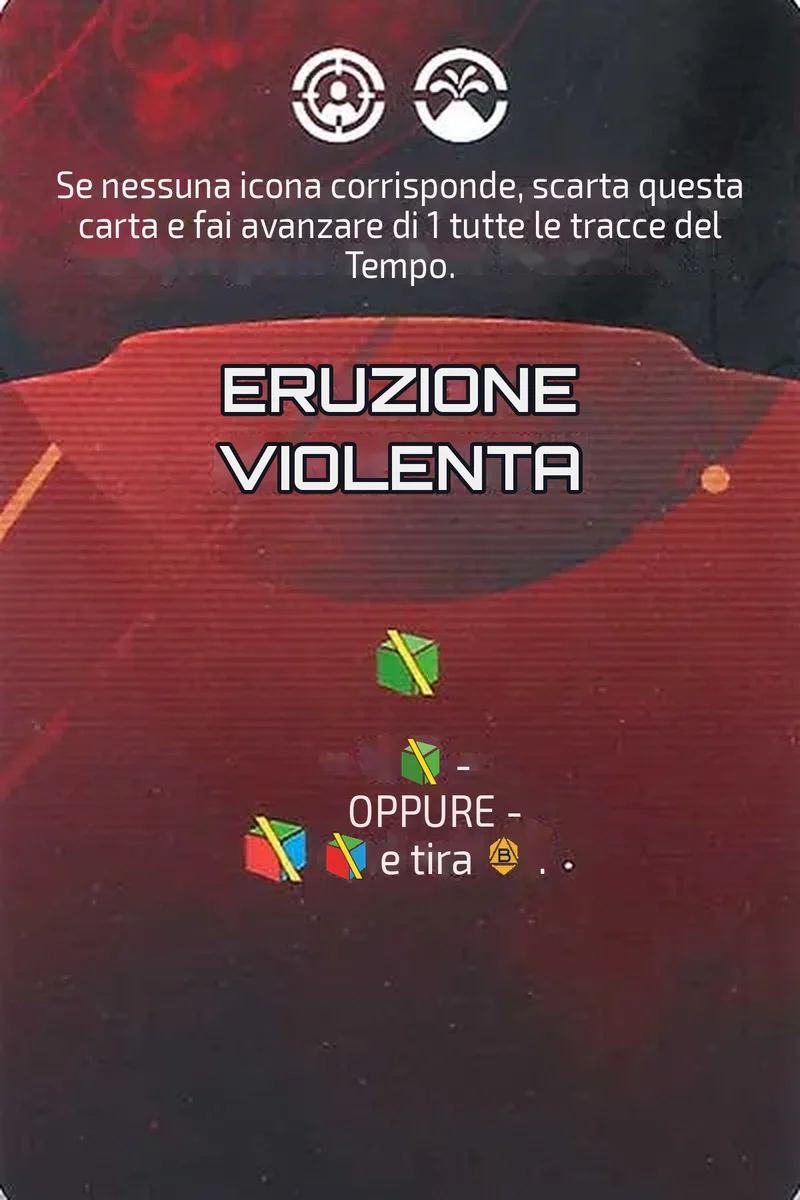 Se nessuna icona corrisponde, scarta questa
carta e fai avanzare di 1 tutte le tracce del
Tempo.
ERUZIONE
VIOLENTA
-
OPPURE -
e tira B . .